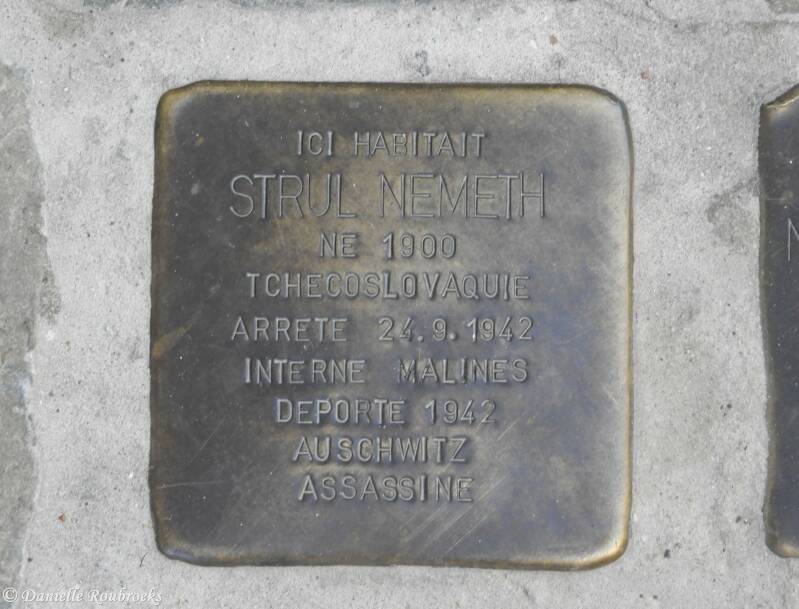 ICI HABITAIT
STRUL NEMETH
NE 1900
TCHECOSLOVAQUIE
ARRETE 24.9.1942
INTERNE MALINES
DEPORTE 1942
AUSCHWITZ
ASSASSINE
N
© Danielle Roubroeks